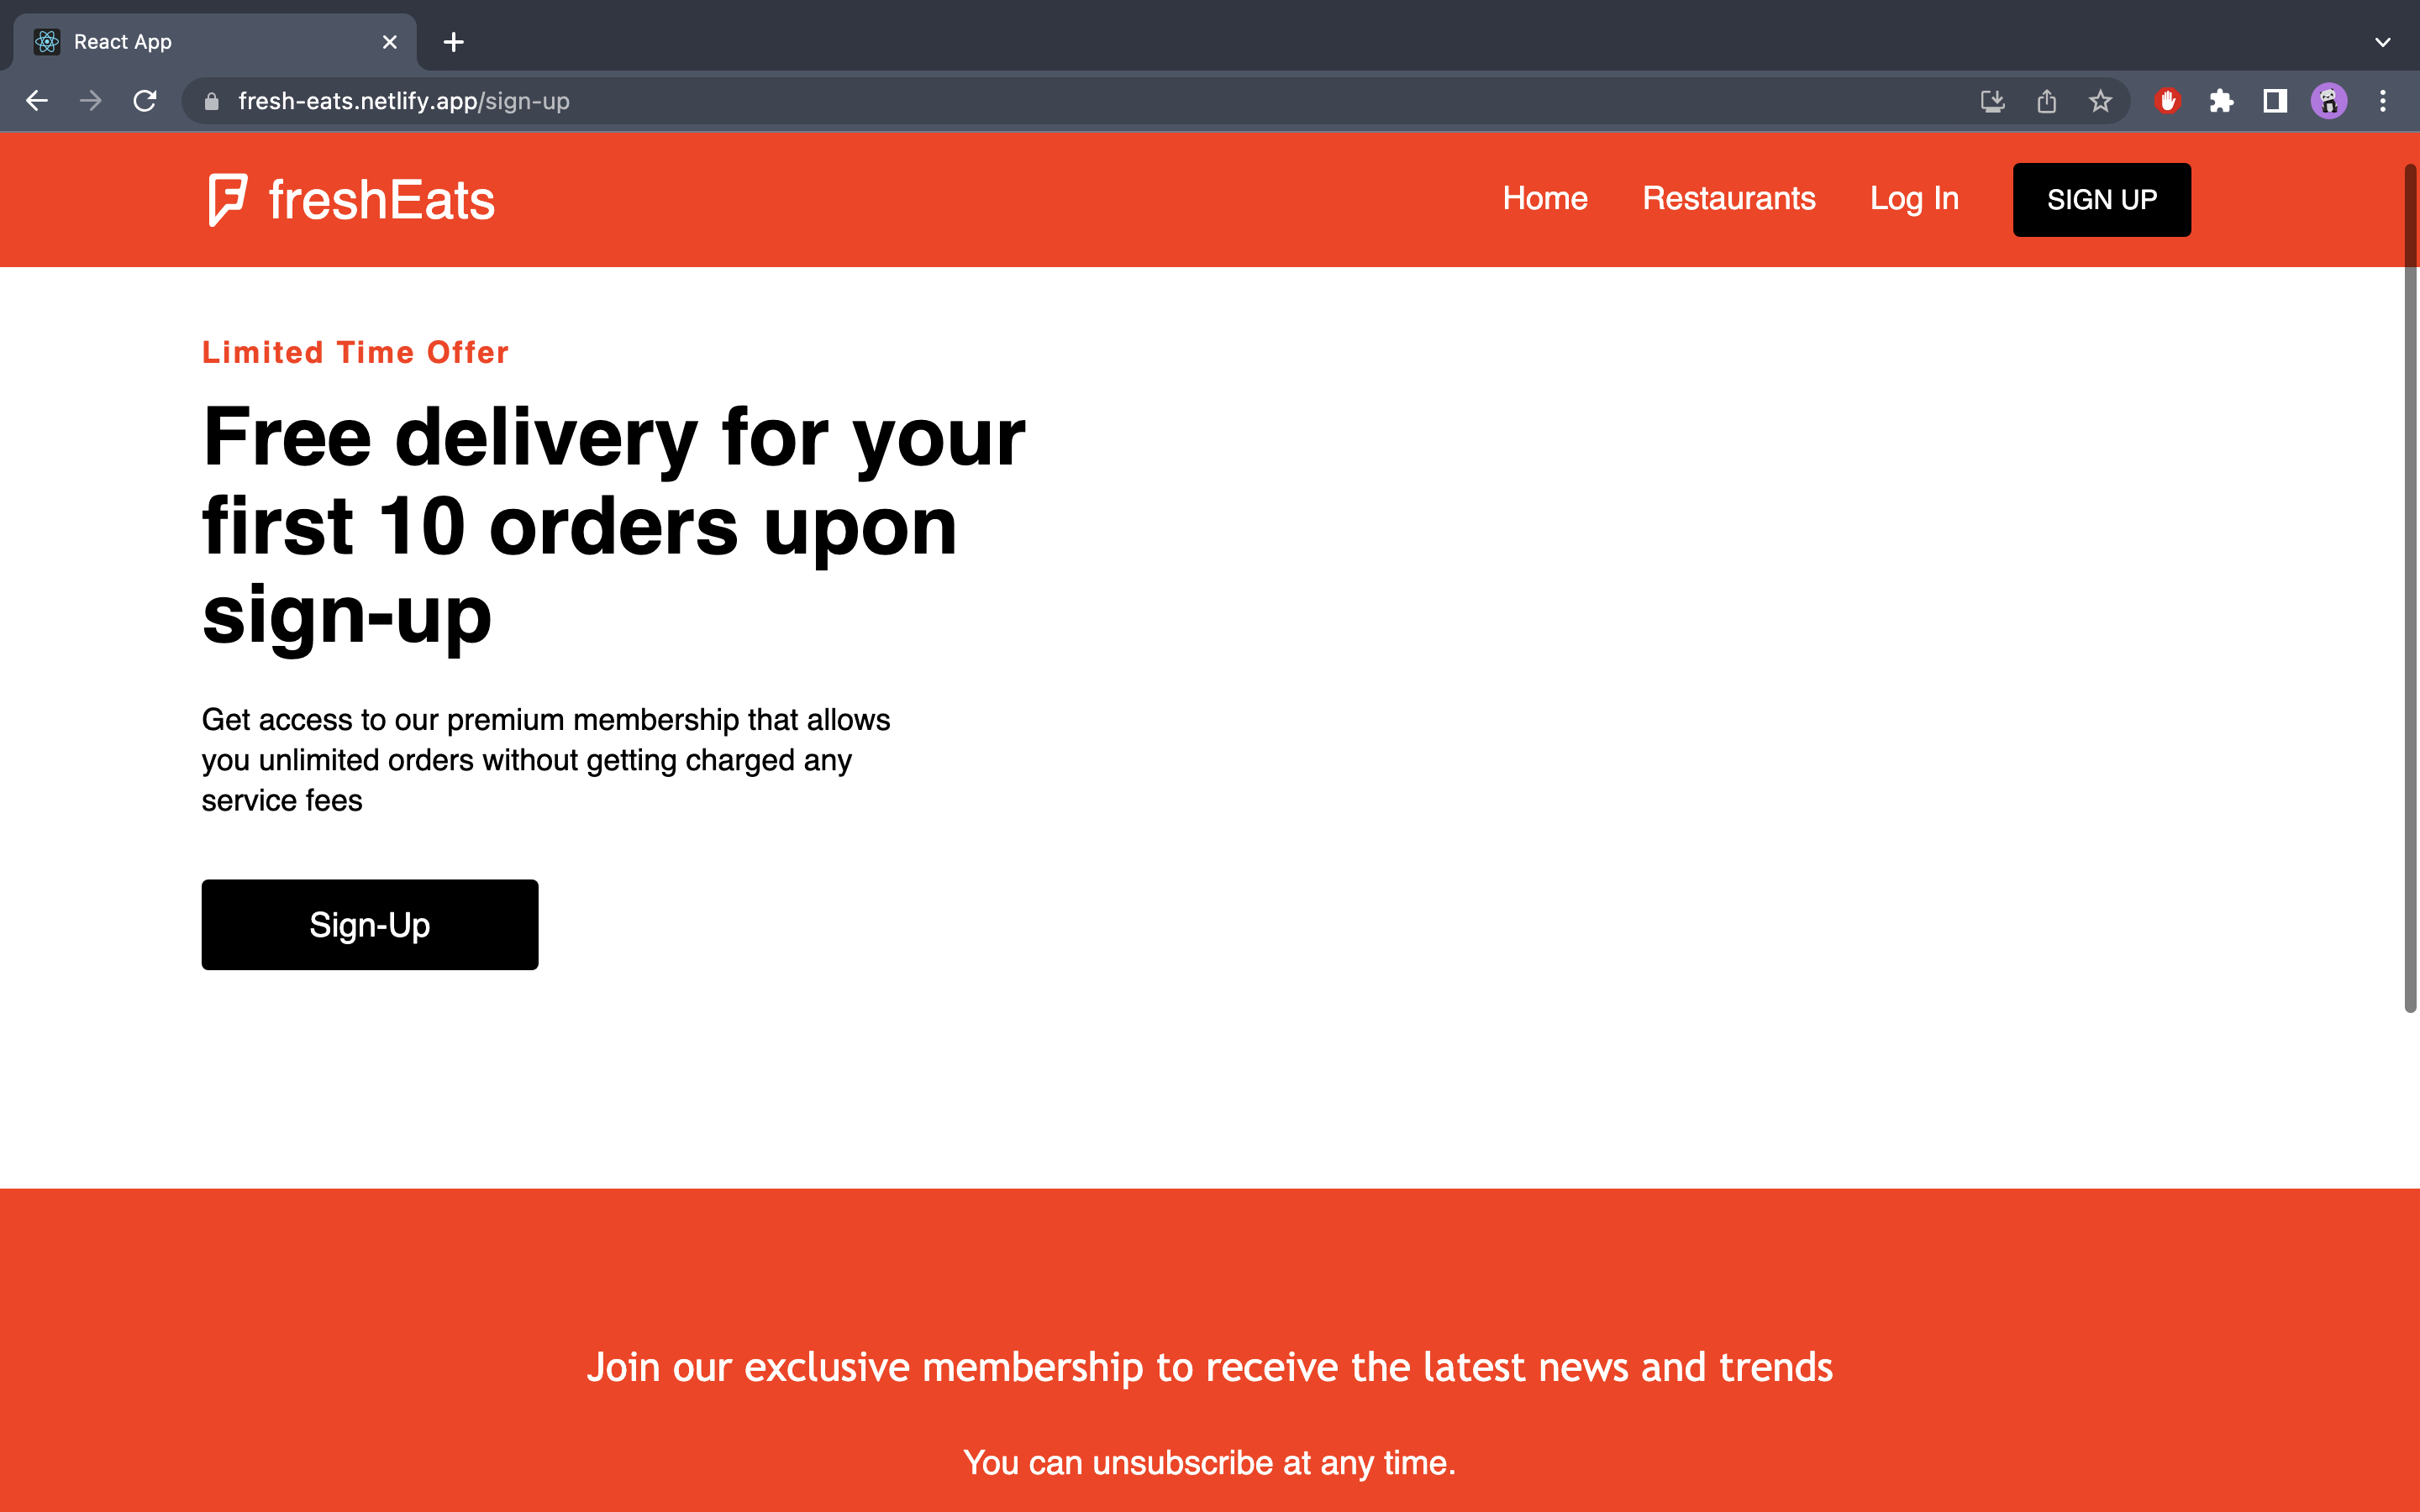 React App
fresh-eats.netlify.app/sign-up
freshEats
Home
Restaurants
Log In
SIGN UP
Limited Time Offer
Free delivery for your
first 10 orders upon
sign-up
Get access to our premium membership that allows
you unlimited orders without getting charged any
service fees
Sign-Up
Join our exclusive membership to receive the latest news and trends
You can unsubscribe at any time.